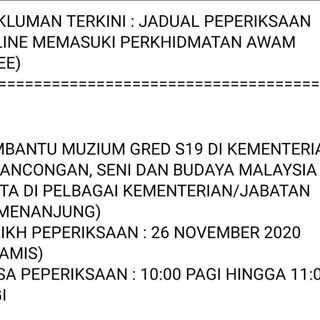 KLUMAN TERKINI : JADUAL PEPERIKSAAN
LINE MEMASUKI PERKHIDMATAN AWAM
EE)
====================================
MBANTU MUZIUM GRED S19 DI KEMENTERIA
ANCONGAN, SENI DAN BUDAYA MALAYSIA
TA DI PELBAGAI KEMENTERIAN/JABATAN
MENANJUNG)
IKH PEPERIKSAAN : 26 NOVEMBER 2020
AMIS)
SA PEPERIKSAAN : 10:00 PAGI HINGGA 11:0
GI